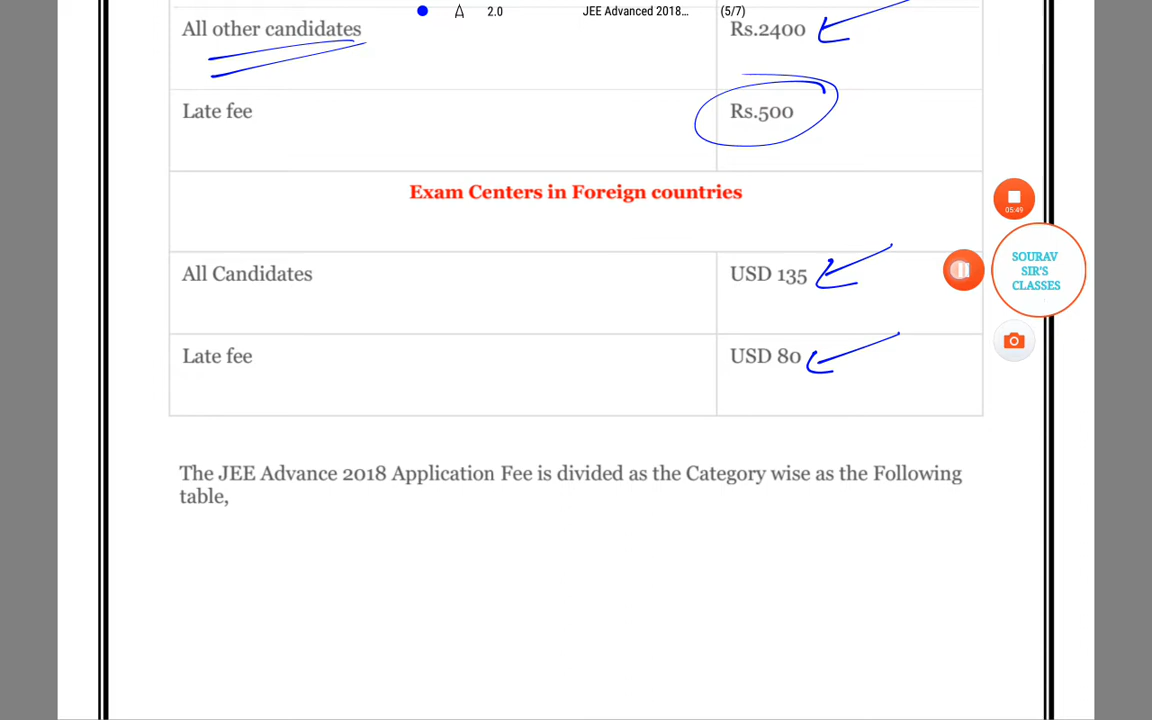 2.0 JEE Advanced 2018... (5/7)
All other candidates Rs.2400
Late fee Rs.500
Exam Centers in Foreign countries
05:49
SOURAV
SIR'S
CLASSES
All Candidates USD 135
Late fee USD 80
The JEE Advance 2018 Application Fee is divided as the Category wise as the Following
table,